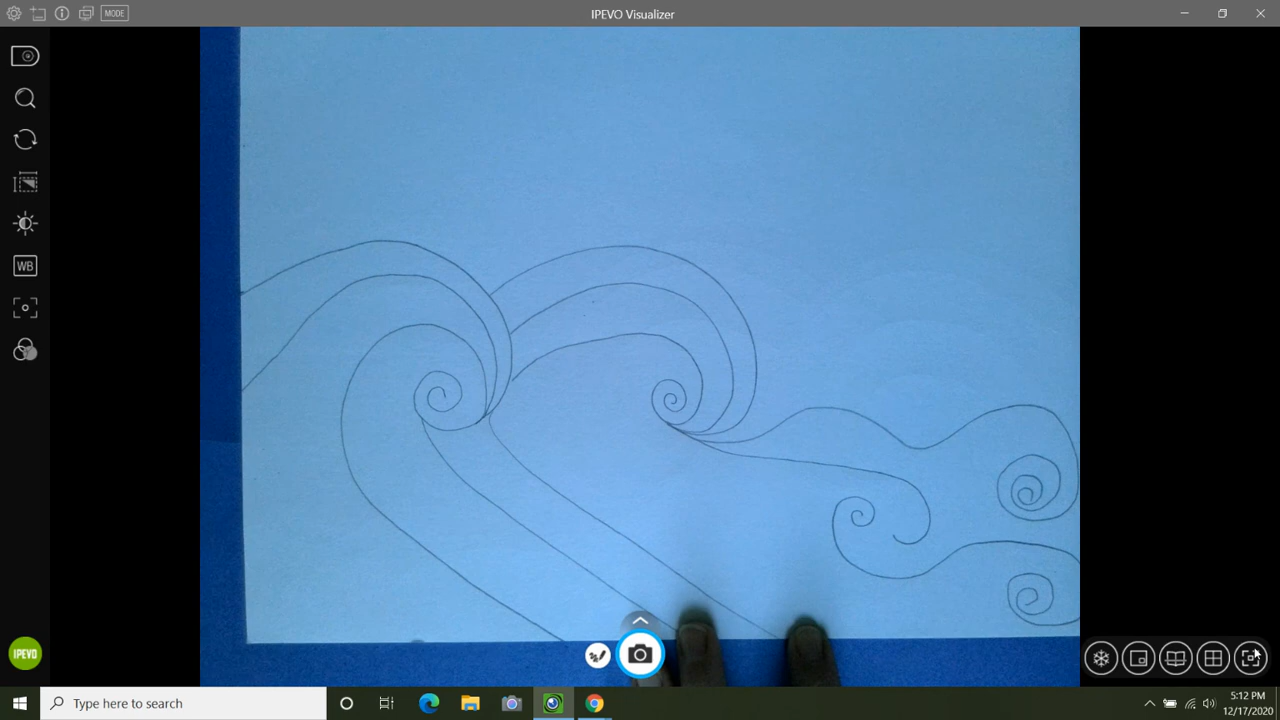 MODE
IPEVO Visualizer
WB
IPEVO
Type here to search
5:12 PM
12/17/2020